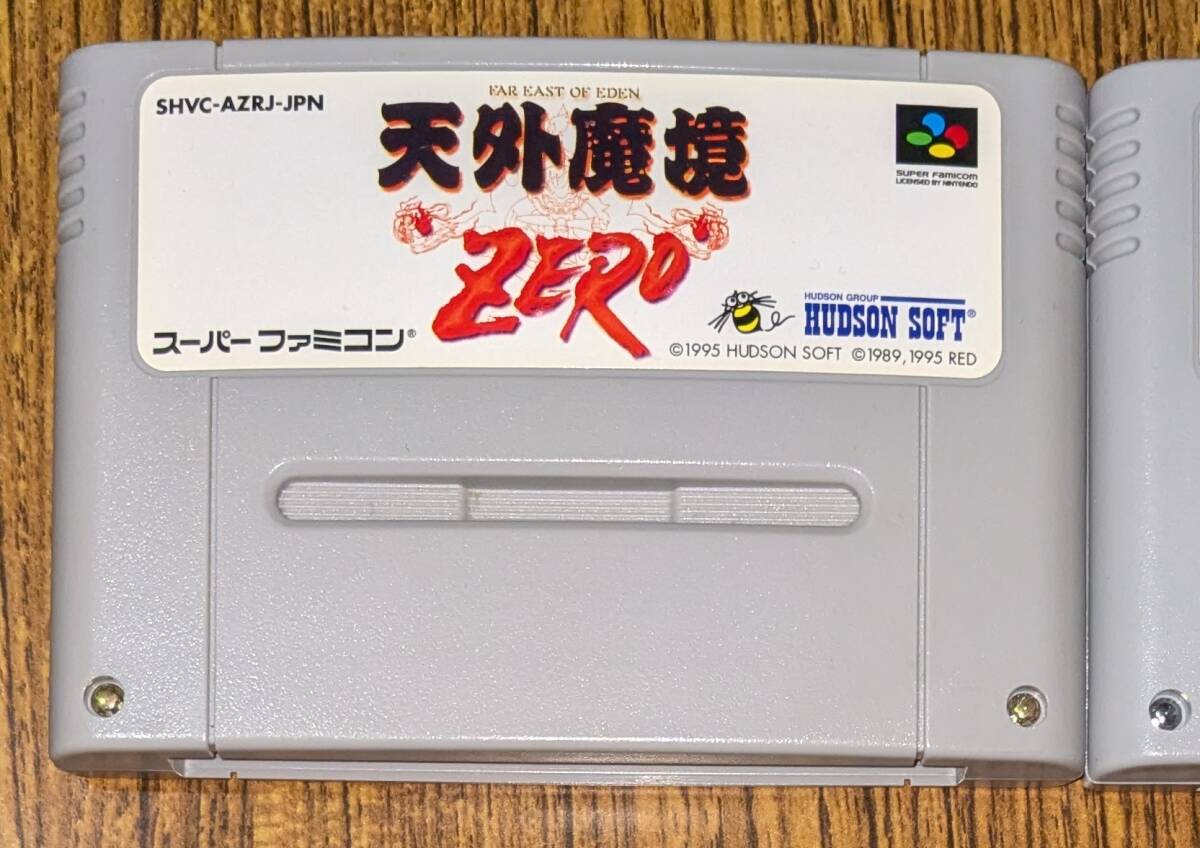 SHVC-AZRJ-JPN
FAR EAST OF EDEN
天外魔境
ZERO
SUPER FAMICOM
LICENSED BY NINTENDO
スーパーファミコン®
HUDSON GROUP
HUDSON SOFT®
©1995 HUDSON SOFT ©1989,1995 RED